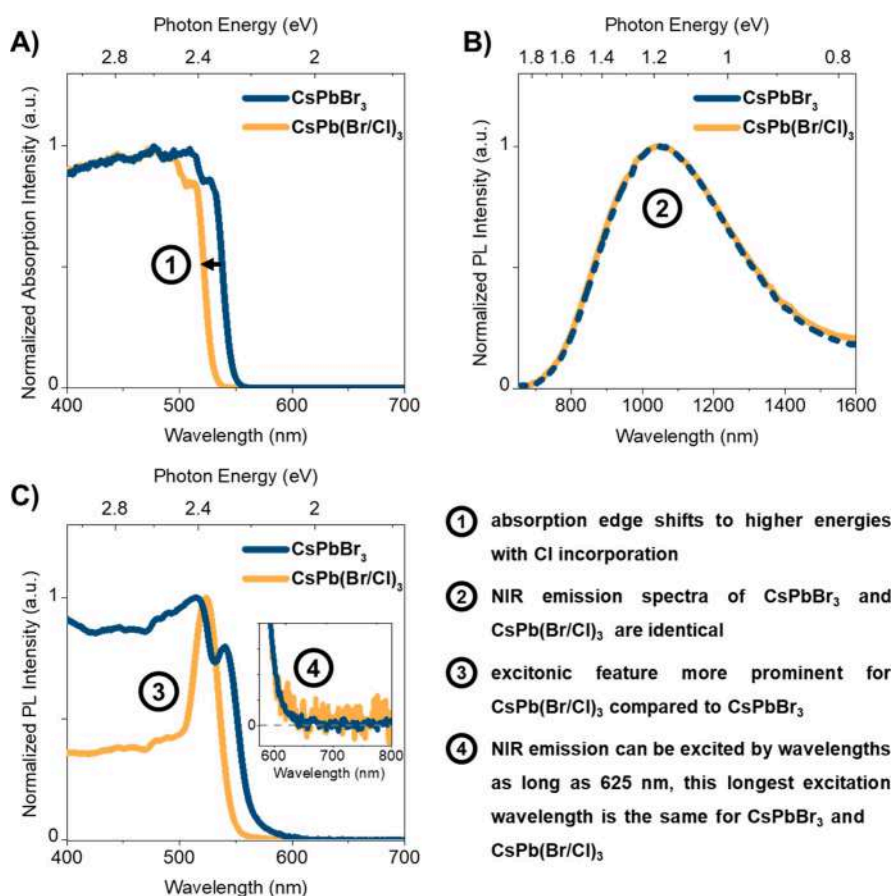 A)
Photon Energy (eV)
2.8 2.4 2
CsPbBr3
CsPb(Br/Cl)3
Normalized Absorption Intensity (a.u.)
1
0
1
400 500 600 700
Wavelength (nm)
B)
Photon Energy (eV)
1.8 1.6 1.4 1.2 1 0.8
CsPbBr3
CsPb(Br/Cl)3
Normalized PL Intensity (a.u.)
1
0
2
800 1000 1200 1400 1600
Wavelength (nm)
C)
Photon Energy (eV)
2.8 2.4 2
CsPbBr3
CsPb(Br/Cl)3
Normalized PL Intensity (a.u.)
1
0
3
4
0
600 700 800
Wavelength (nm)
400 500 600 700
Wavelength (nm)
1 absorption edge shifts to higher energies
with Cl incorporation
2 NIR emission spectra of CsPbBr3 and
CsPb(Br/Cl)3 are identical
3 excitonic feature more prominent for
CsPb(Br/Cl)3 compared to CsPbBr3
4 NIR emission can be excited by wavelengths
as long as 625 nm, this longest excitation
wavelength is the same for CsPbBr3 and
CsPb(Br/Cl)3